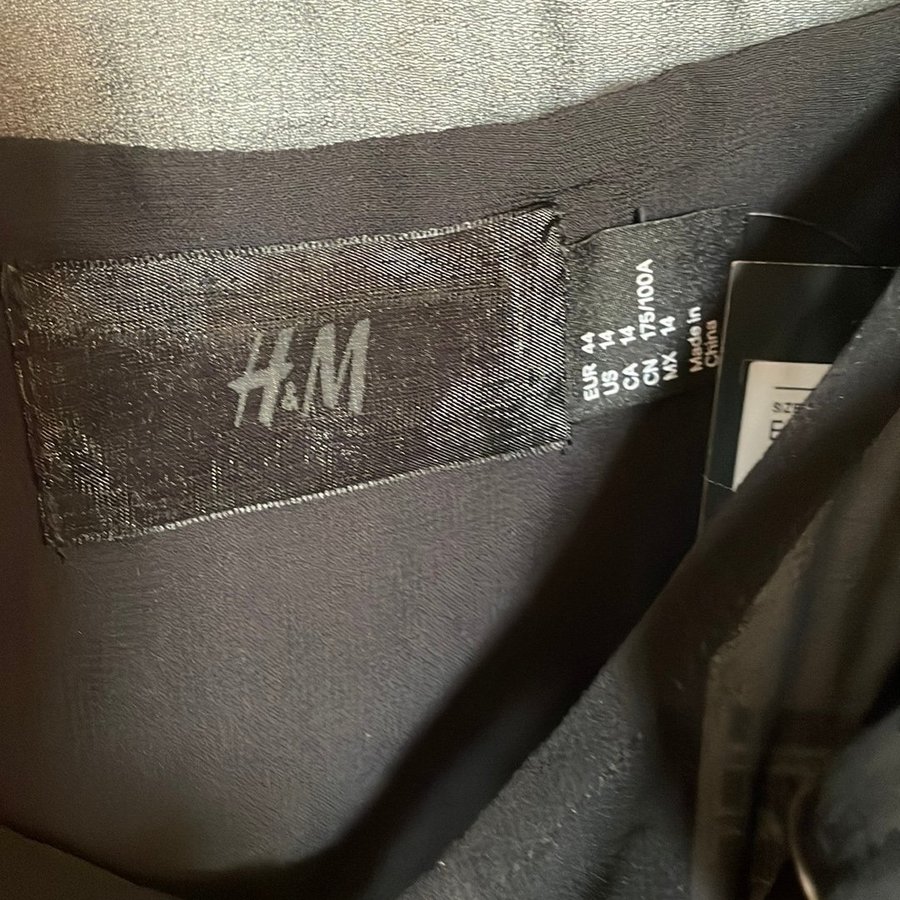 H&M
EUR 44
US 14
CA 14
CN 175/100A
MX 14
Made in
China